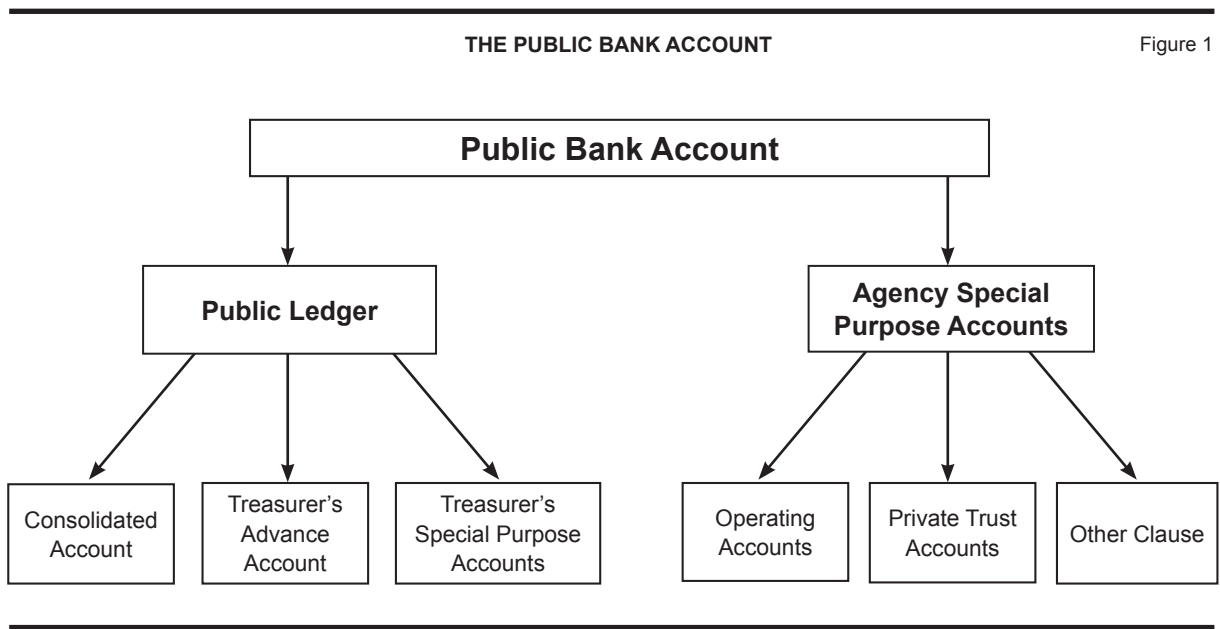 THE PUBLIC BANK ACCOUNT
Figure 1
Public Bank Account
Public Ledger
Agency Special
Purpose Accounts
Consolidated
Account
Treasurer’s
Advance
Account
Treasurer’s
Special Purpose
Accounts
Operating
Accounts
Private Trust
Accounts
Other Clause